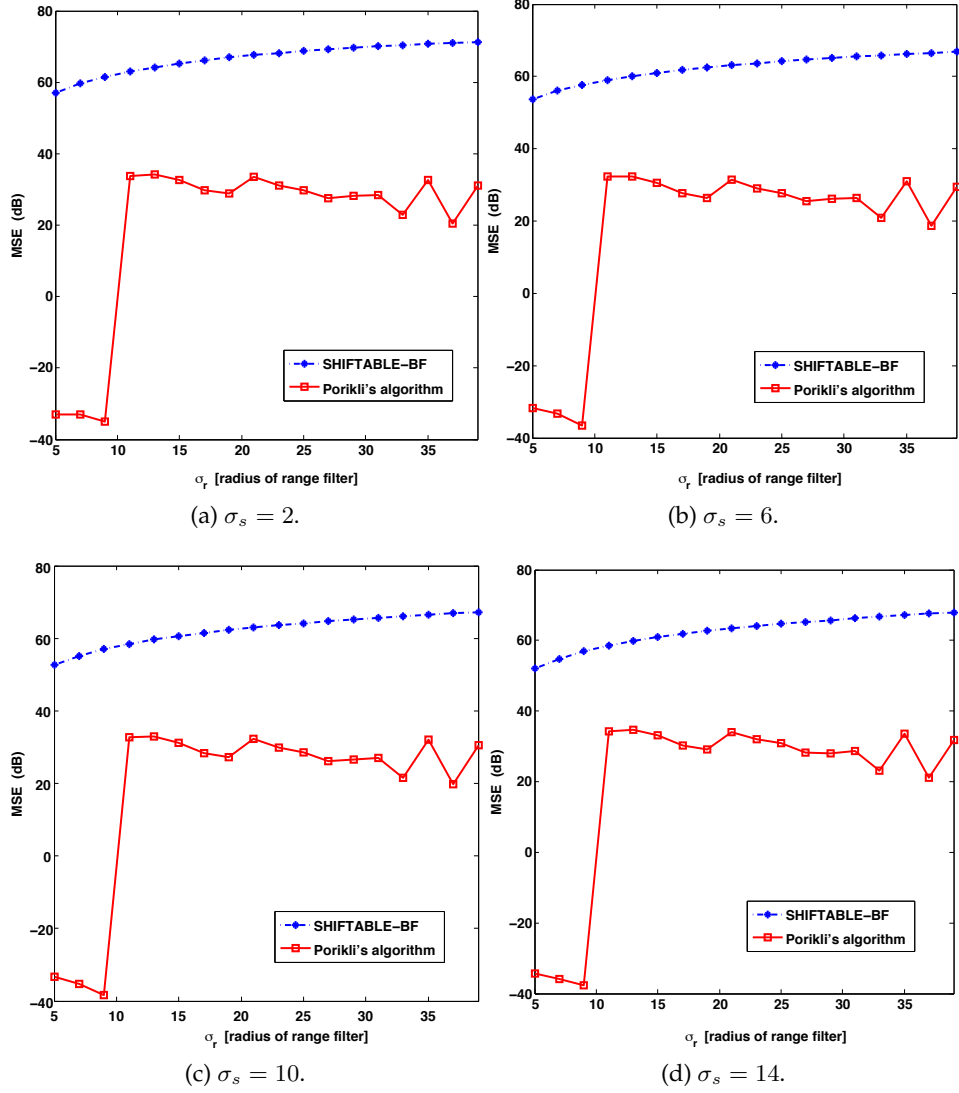 80
60
40
20
0
−20
−40
MSE (dB)
SHIFTABLE−BF
Porikli's algorithm
5 10 15 20 25 30 35
σr [radius of range filter]
(a) σs = 2.
80
60
40
20
0
−20
−40
MSE (dB)
SHIFTABLE−BF
Porikli's algorithm
5 10 15 20 25 30 35
σr [radius of range filter]
(b) σs = 6.
80
60
40
20
0
−20
−40
MSE (dB)
SHIFTABLE−BF
Porikli's algorithm
5 10 15 20 25 30 35
σr [radius of range filter]
(c) σs = 10.
80
60
40
20
0
−20
−40
MSE (dB)
SHIFTABLE−BF
Porikli's algorithm
5 10 15 20 25 30 35
σr [radius of range filter]
(d) σs = 14.